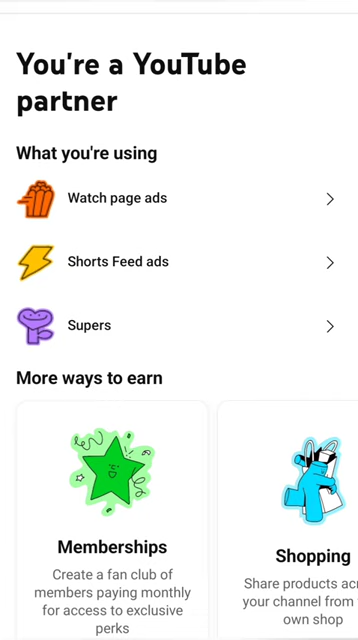 You're a YouTube
partner
What you're using
Watch page ads
Shorts Feed ads
Supers
More ways to earn
Memberships
Create a fan club of
members paying monthly
for access to exclusive
perks
Shopping
Share products
your channel from
own shop